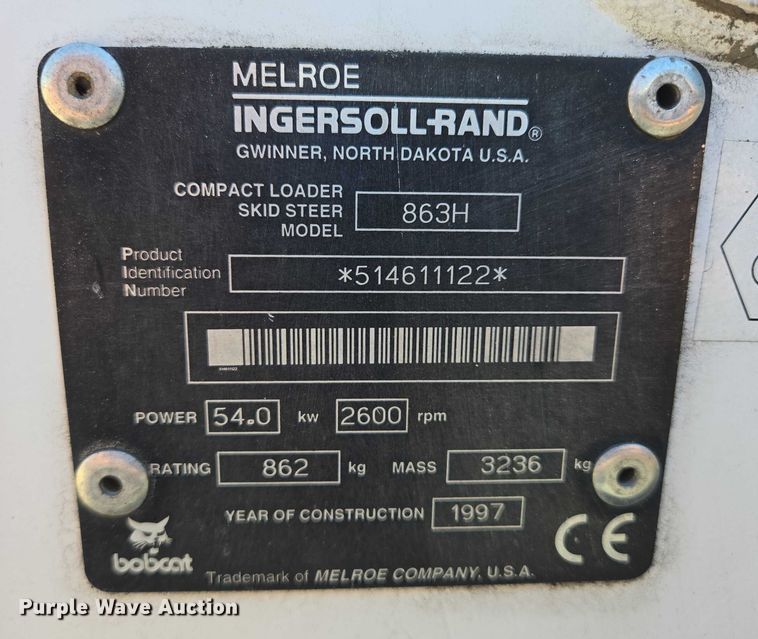 MELROE
INGERSOLL-RAND®
GWINNER, NORTH DAKOTA U.S.A.
COMPACT LOADER
SKID STEER
MODEL 863H
Product
Identification
Number *514611122*
514611122
POWER 54.0 kw 2600 rpm
RATING 862 kg MASS 3236 kg
YEAR OF CONSTRUCTION 1997
bobcat
CE
Trademark of MELROE COMPANY, U.S.A.
Purple Wave Auction